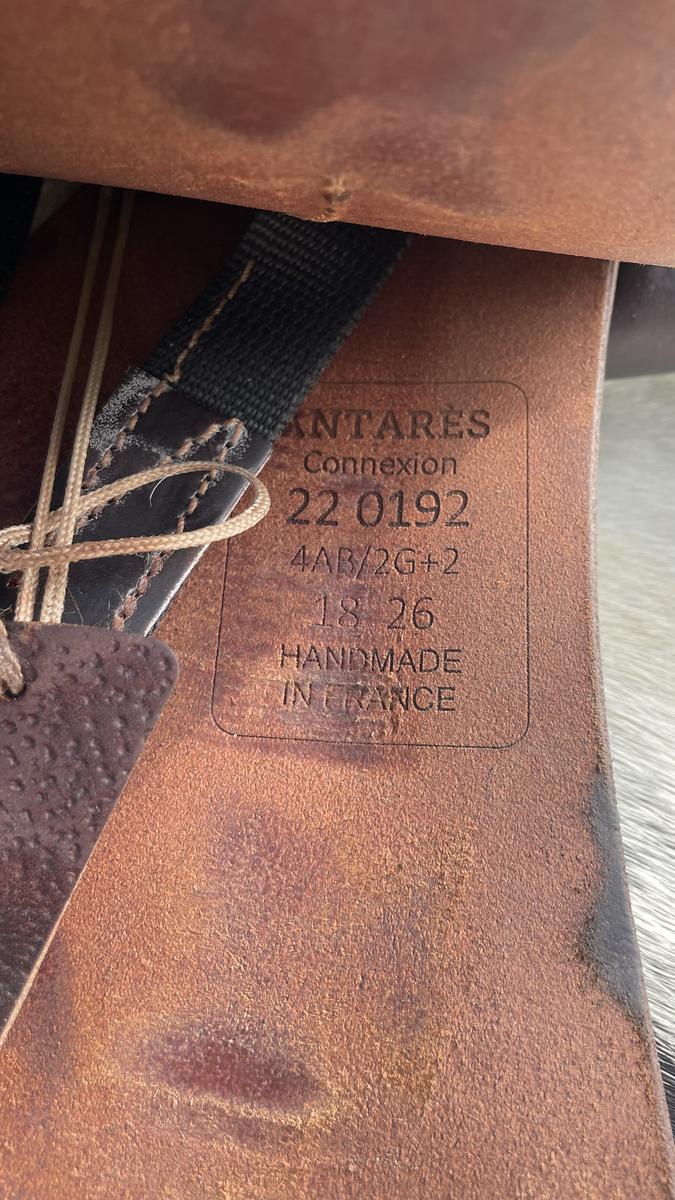 ANTARÈS
Connexion
22 0192
4AB/2G+2
18 26
HANDMADE
IN FRANCE